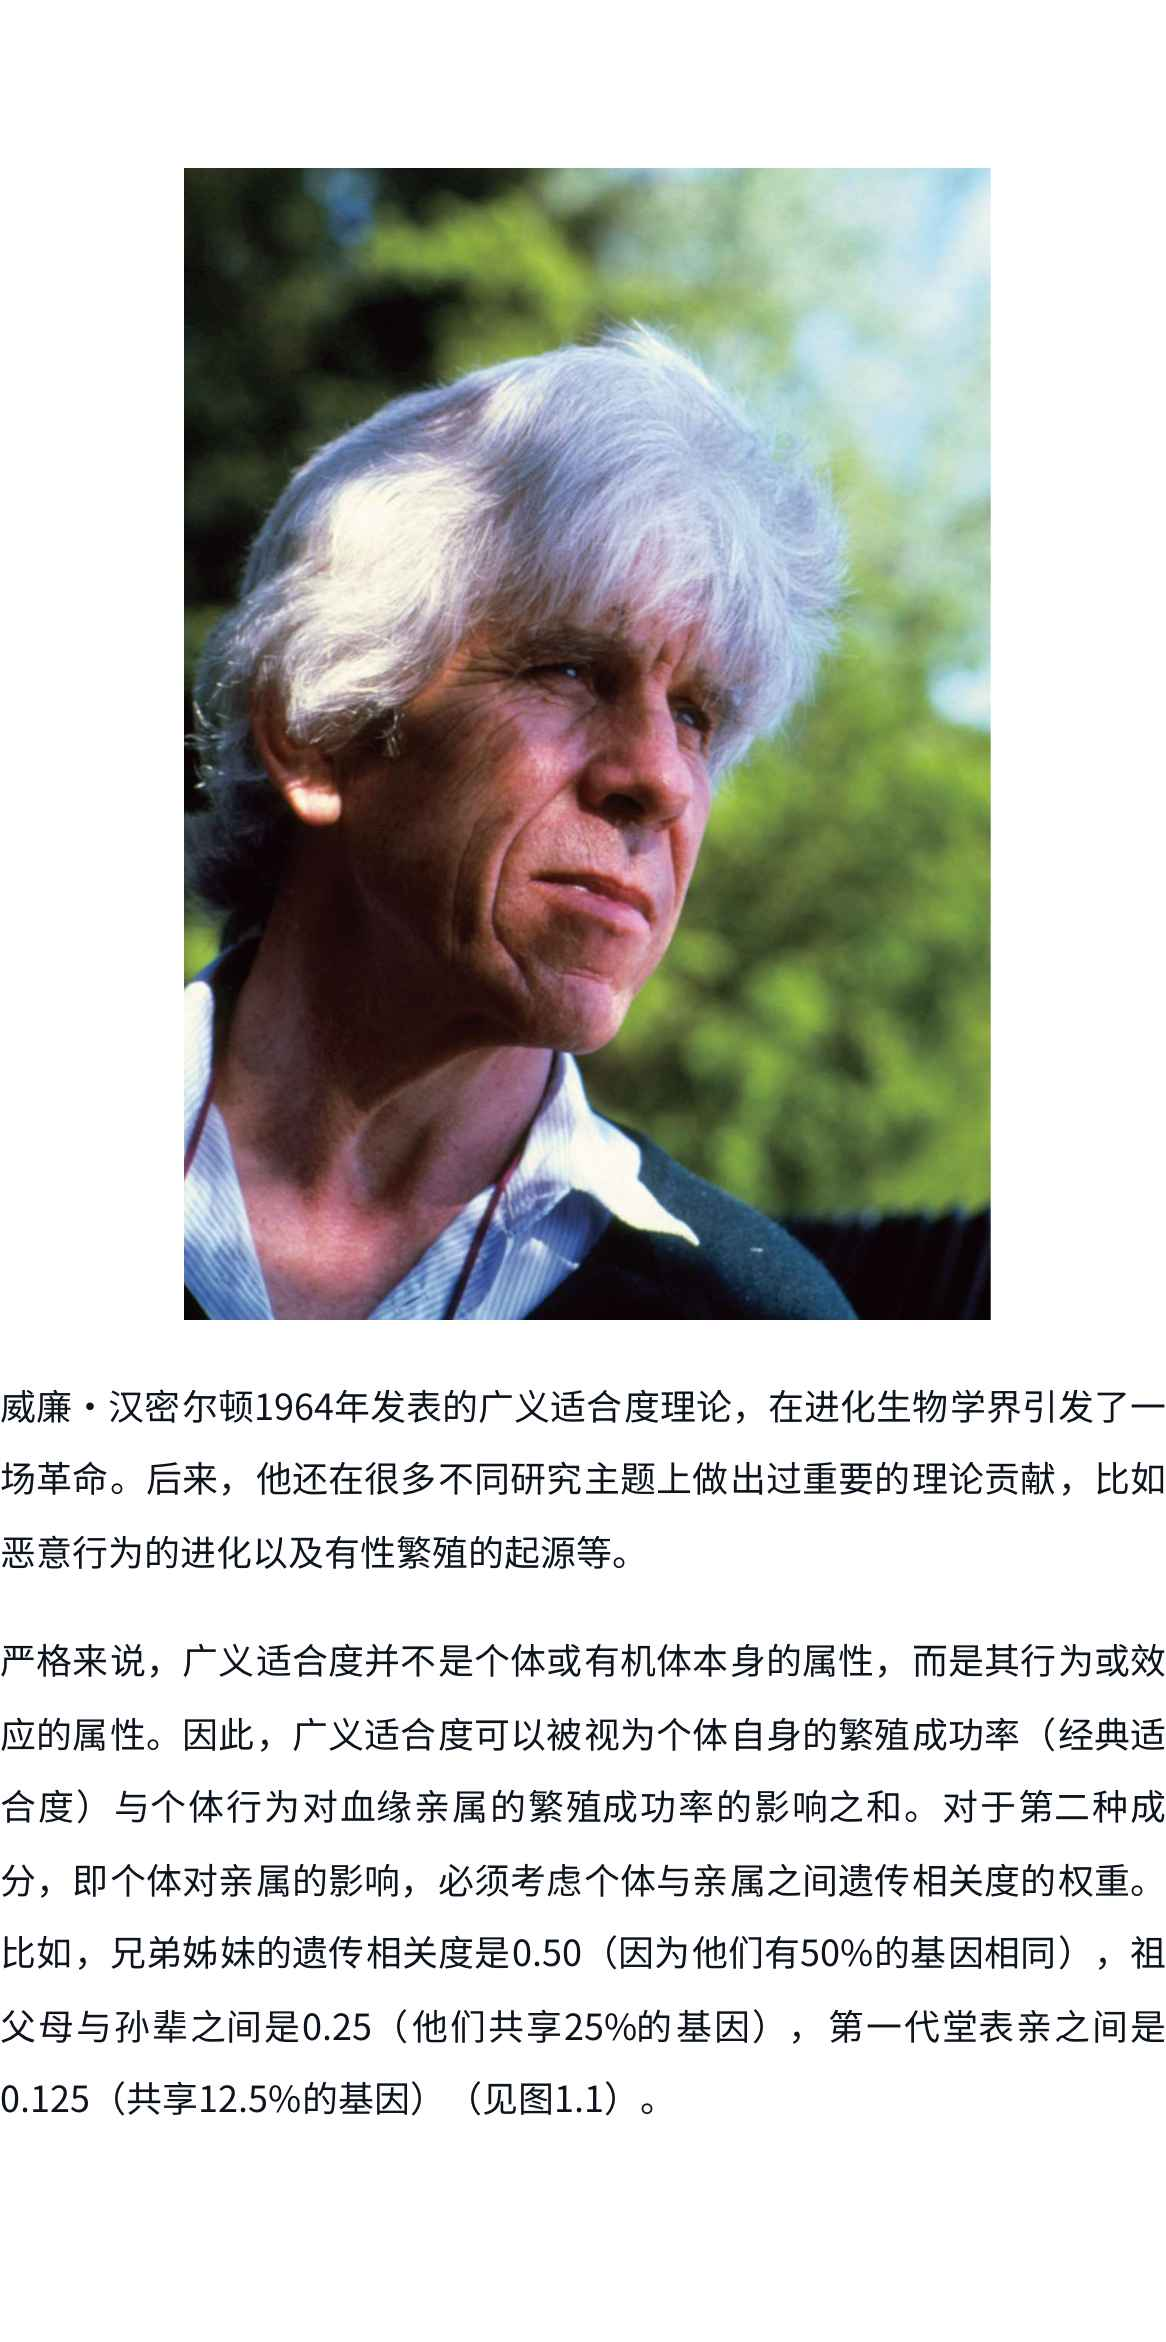 威廉·汉密尔顿1964年发表的广义适合度理论，在进化生物学界引发了一
场革命。后来，他还在很多不同研究主题上做出过重要的理论贡献，比如
恶意行为的进化以及有性繁殖的起源等。
严格来说，广义适合度并不是个体或有机体本身的属性，而是其行为或效
应的属性。因此，广义适合度可以被视为个体自身的繁殖成功率（经典适
合度）与个体行为对血缘亲属的繁殖成功率的影响之和。对于第二种成
分，即个体对亲属的影响，必须考虑个体与亲属之间遗传相关度的权重。
比如，兄弟姊妹的遗传相关度是0.50（因为他们有50%的基因相同），祖
父母与孙辈之间是0.25（他们共享25%的基因），第一代堂表亲之间是
0.125（共享12.5%的基因）（见图1.1）。